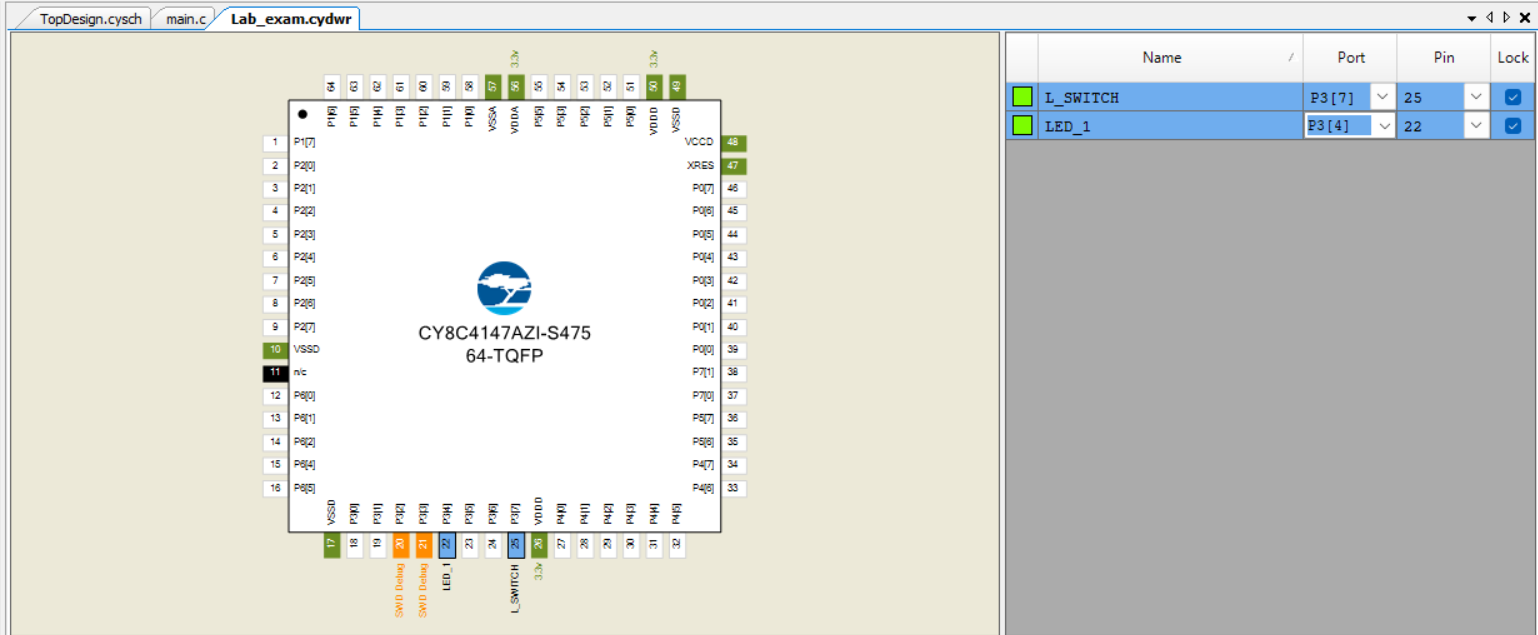 TopDesign.cysch main.c Lab_exam.cydwr
Name / Port Pin Lock
L_SWITCH P3[7] 25
LED_1 P3[4] 22
3.3v 3.3v
64 63 62 61 60 59 58 57 56 55 54 53 52 51 50 49
P1[6] P1[5] P1[4] P1[3] P1[2] P1[1] P1[0] VSSA VDDA P5[5] P5[3] P5[2] P5[1] P5[0] VDDD VSSD
1 P1[7] VCCD 48
2 P2[0] XRES 47
3 P2[1] P0[7] 46
4 P2[2] P0[6] 45
5 P2[3] P0[5] 44
6 P2[4] P0[4] 43
7 P2[5] P0[3] 42
8 P2[6] P0[2] 41
9 P2[7] P0[1] 40
10 VSSD P0[0] 39
11 n/c P7[1] 38
12 P6[0] P7[0] 37
13 P6[1] P5[7] 36
14 P6[2] P5[6] 35
15 P6[4] P4[7] 34
16 P6[5] P4[6] 33
CY8C4147AZI-S475
64-TQFP
VSSD P3[0] P3[1] P3[2] P3[3] P3[4] P3[5] P3[6] P3[7] VDDD P4[0] P4[1] P4[2] P4[3] P4[4] P4[5]
17 18 19 20 21 22 23 24 25 26 27 28 29 30 31 32
SWD Debug SWD Debug LED_1 L_SWITCH 3.3v